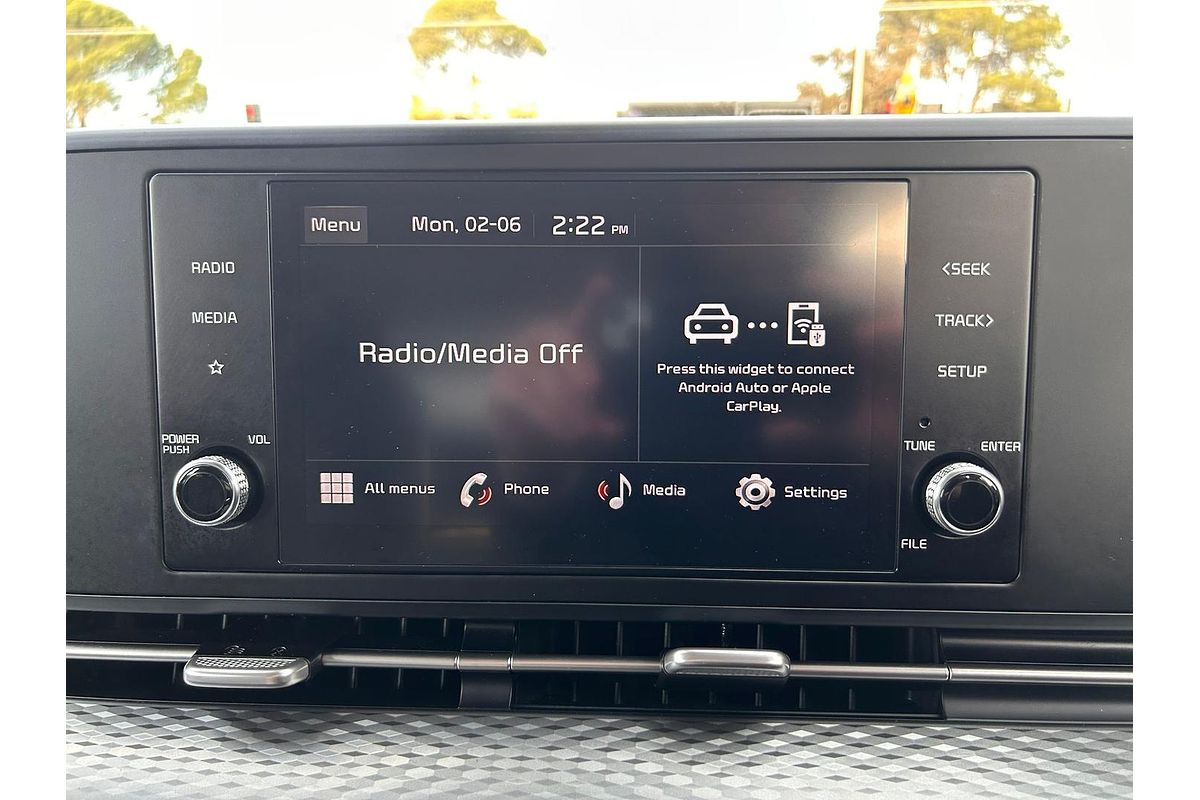 Menu
Mon, 02-06
2:22 PM
RADIO
MEDIA
POWER
PUSH
VOL
Radio/Media Off
Press this widget to connect
Android Auto or Apple
CarPlay.
All menus
Phone
Media
Settings
<SEEK
TRACK>
SETUP
TUNE
ENTER
FILE